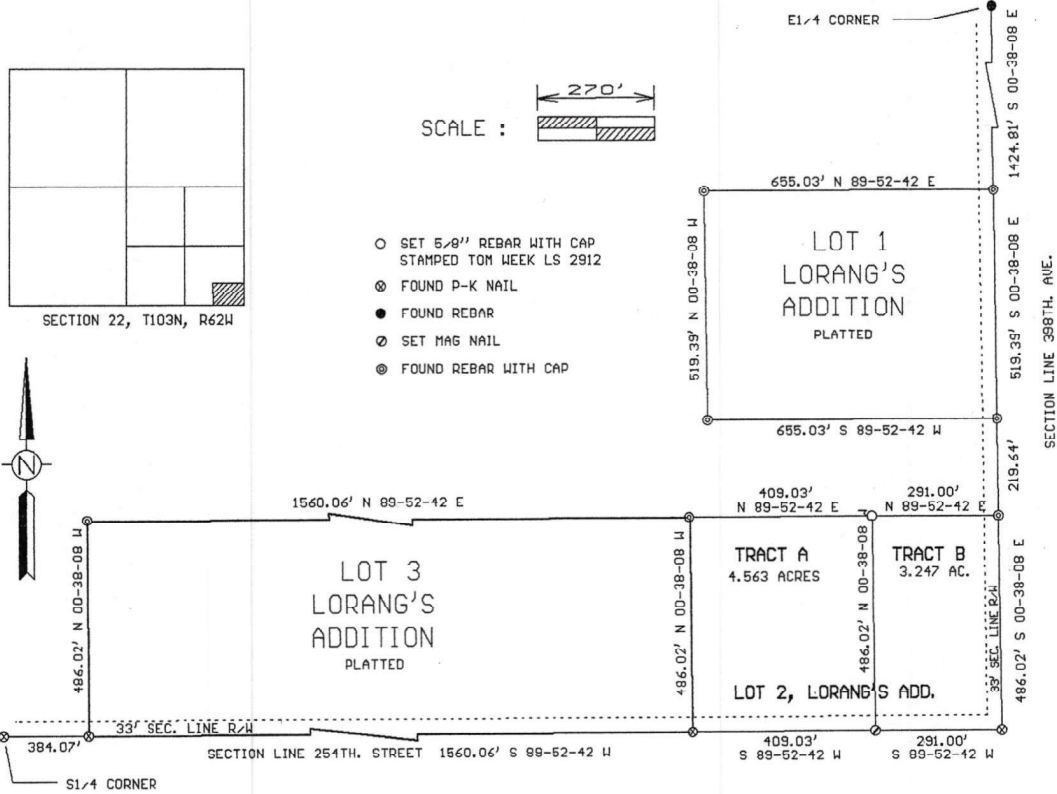 E1/4 CORNER
1424.81' S 00-38-08 E
270'
SCALE :
SECTION 22, T103N, R62W
SET 5/8" REBAR WITH CAP
STAMPED TOM WEEK LS 2912
FOUND P-K NAIL
FOUND REBAR
SET MAG NAIL
FOUND REBAR WITH CAP
655.03' N 89-52-42 E
LOT 1
LORANG'S
ADDITION
PLATTED
519.39' N 00-38-08 W
519.39' S 00-38-08 E
SECTION LINE 398TH. AVE.
655.03' S 89-52-42 W
219.64'
N
1560.06' N 89-52-42 E
409.03'
N 89-52-42 E
291.00'
N 89-52-42 E
LOT 3
LORANG'S
ADDITION
PLATTED
486.02' N 00-38-08 W
486.02' N 00-38-08 W
TRACT A
4.563 ACRES
486.02' N 00-38-08 W
TRACT B
3.247 AC.
33' SEC. LINE R/W
486.02' S 00-38-08 E
LOT 2, LORANG'S ADD.
33' SEC. LINE R/W
384.07'
SECTION LINE 254TH. STREET 1560.06' S 89-52-42 W
409.03'
S 89-52-42 W
291.00'
S 89-52-42 W
S1/4 CORNER